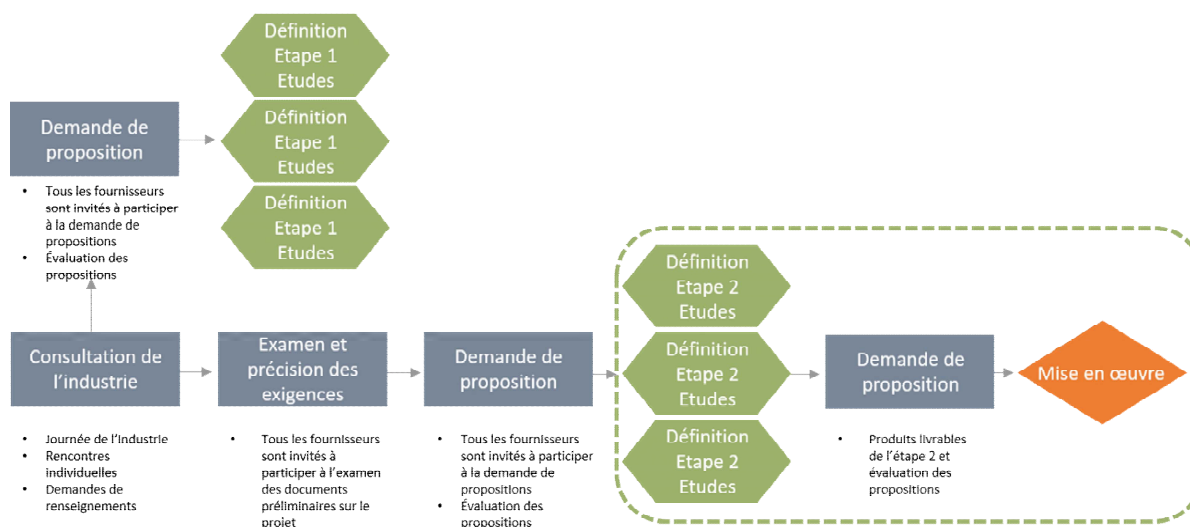 Définition
Etape 1
Etudes
Demande de
proposition
Définition
Etape 1
Etudes
• Tous les fournisseurs
sont invités à participer
à la demande de
propositions
• Évaluation des
propositions
Définition
Etape 1
Etudes
Consultation de
l'industrie
• Journée de l'Industrie
• Rencontres
individuelles
• Demandes de
renseignements
Examen et
précision des
exigences
• Tous les fournisseurs
sont invités à
participer à l'examen
des documents
préliminaires sur le
projet
Demande de
proposition
• Tous les fournisseurs
sont invités à participer
à la demande de
propositions
• Évaluation des
propositions
Définition
Etape 2
Etudes
Définition
Etape 2
Etudes
Définition
Etape 2
Etudes
Demande de
proposition
• Produits livrables
de l'étape 2 et
évaluation des
propositions
Mise en œuvre